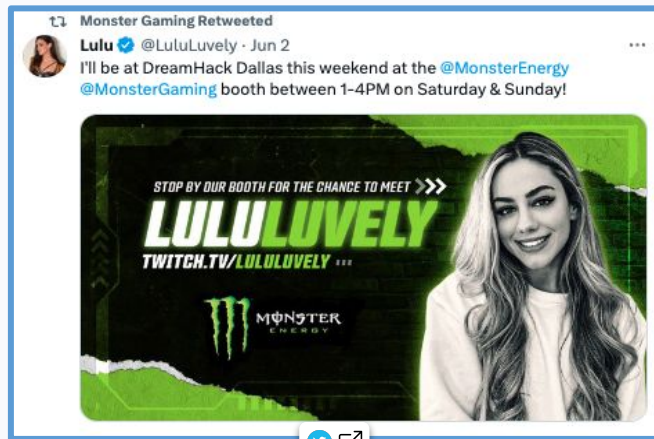 Monster Gaming Retweeted
Lulu @LuluLuvely · Jun 2
I'll be at DreamHack Dallas this weekend at the @MonsterEnergy
@MonsterGaming booth between 1-4PM on Saturday & Sunday!
STOP BY OUR BOOTH FOR THE CHANCE TO MEET >>>
LULULUVELY
TWITCH.TV/LULULUVELY
MONSTER
ENERGY